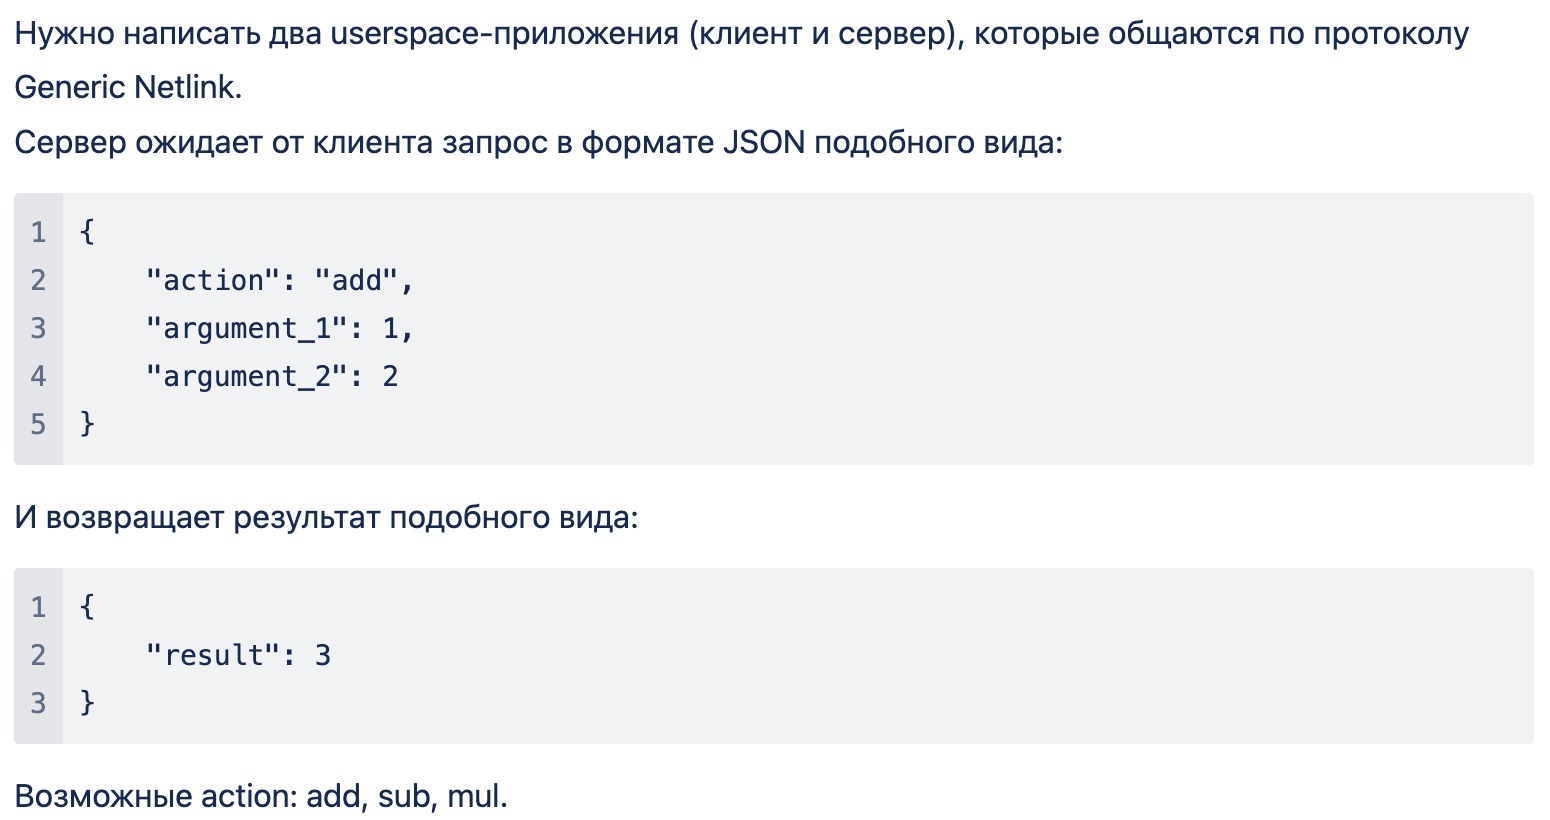 Нужно написать два userspace-приложения (клиент и сервер), которые общаются по протоколу
Generic Netlink.
Сервер ожидает от клиента запрос в формате JSON подобного вида:
1 {
2     "action": "add",
3     "argument_1": 1,
4     "argument_2": 2
5 }
И возвращает результат подобного вида:
1 {
2     "result": 3
3 }
Возможные action: add, sub, mul.